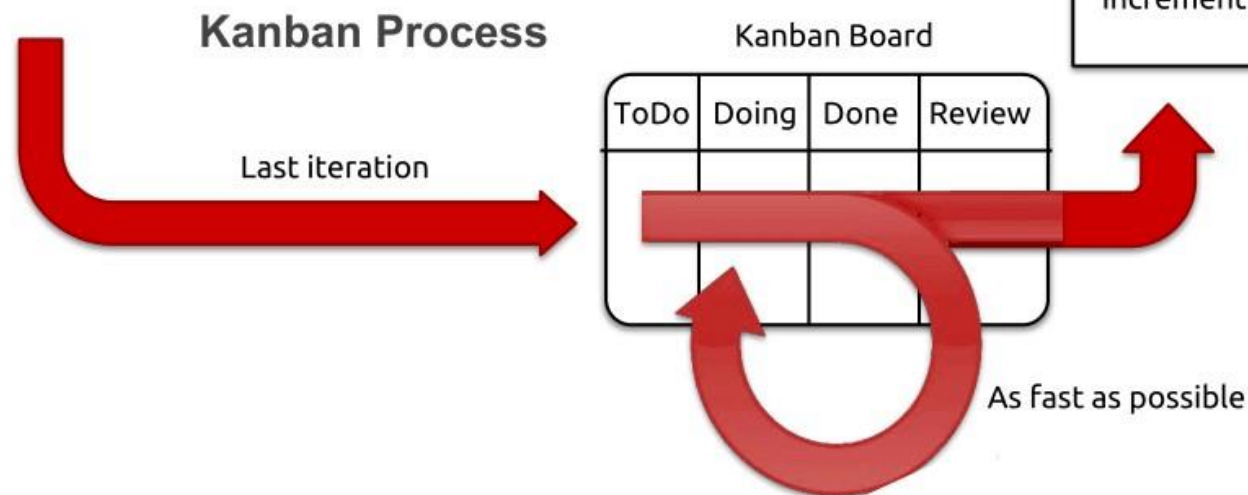 increment
Kanban Process
Kanban Board
ToDo Doing Done Review
Last iteration
As fast as possible